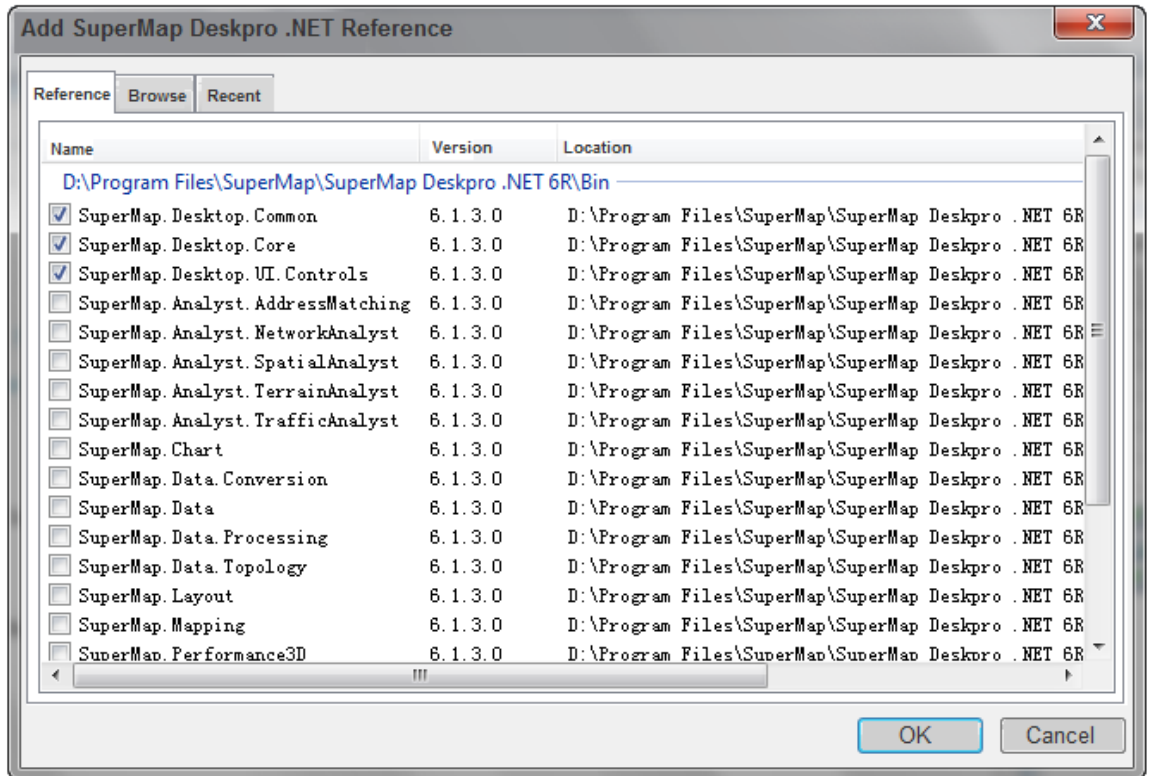 Add SuperMap Deskpro .NET Reference
Reference Browse Recent
Name Version Location
D:\Program Files\SuperMap\SuperMap Deskpro .NET 6R\Bin
SuperMap.Desktop.Common 6.1.3.0 D:\Program Files\SuperMap\SuperMap Deskpro .NET 6R
SuperMap.Desktop.Core 6.1.3.0 D:\Program Files\SuperMap\SuperMap Deskpro .NET 6R
SuperMap.Desktop.UI.Controls 6.1.3.0 D:\Program Files\SuperMap\SuperMap Deskpro .NET 6R
SuperMap.Analyst.AddressMatching 6.1.3.0 D:\Program Files\SuperMap\SuperMap Deskpro .NET 6R
SuperMap.Analyst.NetworkAnalyst 6.1.3.0 D:\Program Files\SuperMap\SuperMap Deskpro .NET 6R
SuperMap.Analyst.SpatialAnalyst 6.1.3.0 D:\Program Files\SuperMap\SuperMap Deskpro .NET 6R
SuperMap.Analyst.TerrainAnalyst 6.1.3.0 D:\Program Files\SuperMap\SuperMap Deskpro .NET 6R
SuperMap.Analyst.TrafficAnalyst 6.1.3.0 D:\Program Files\SuperMap\SuperMap Deskpro .NET 6R
SuperMap.Chart 6.1.3.0 D:\Program Files\SuperMap\SuperMap Deskpro .NET 6R
SuperMap.Data.Conversion 6.1.3.0 D:\Program Files\SuperMap\SuperMap Deskpro .NET 6R
SuperMap.Data 6.1.3.0 D:\Program Files\SuperMap\SuperMap Deskpro .NET 6R
SuperMap.Data.Processing 6.1.3.0 D:\Program Files\SuperMap\SuperMap Deskpro .NET 6R
SuperMap.Data.Topology 6.1.3.0 D:\Program Files\SuperMap\SuperMap Deskpro .NET 6R
SuperMap.Layout 6.1.3.0 D:\Program Files\SuperMap\SuperMap Deskpro .NET 6R
SuperMap.Mapping 6.1.3.0 D:\Program Files\SuperMap\SuperMap Deskpro .NET 6R
SuperMap.Performance3D 6.1.3.0 D:\Program Files\SuperMap\SuperMap Deskpro .NET 6R
OK Cancel